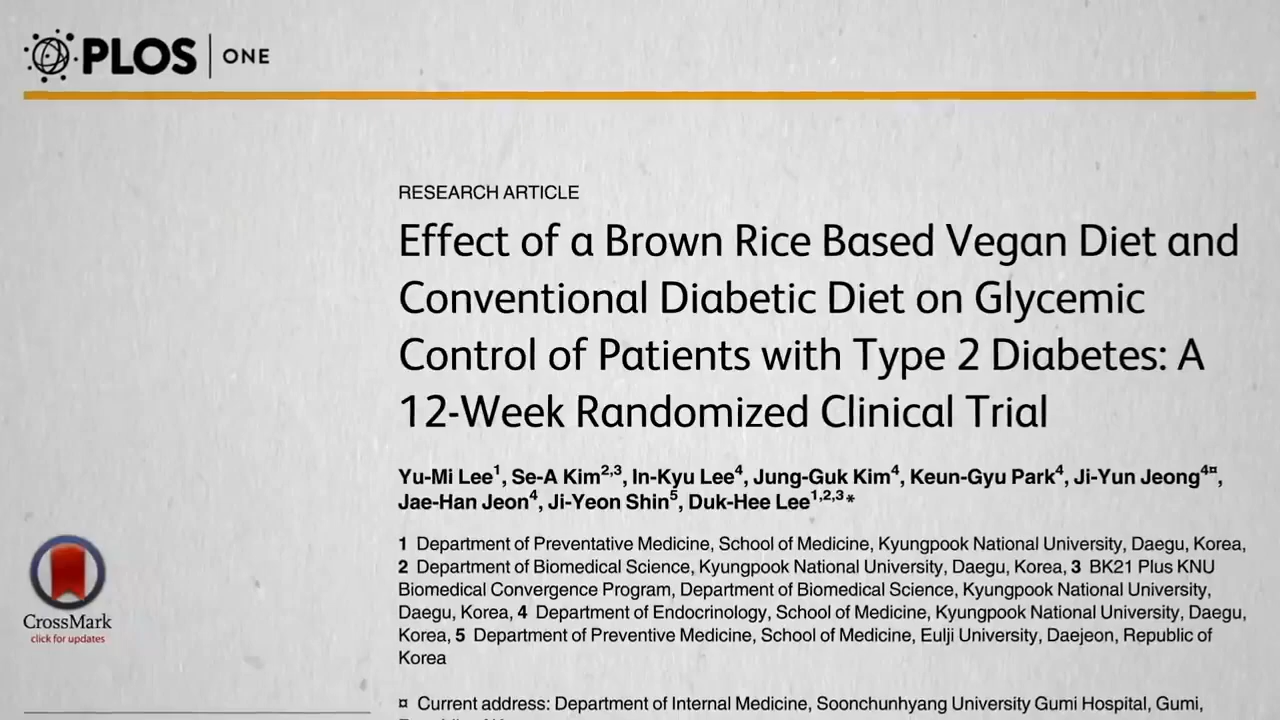 PLOS | ONE
RESEARCH ARTICLE
Effect of a Brown Rice Based Vegan Diet and
Conventional Diabetic Diet on Glycemic
Control of Patients with Type 2 Diabetes: A
12-Week Randomized Clinical Trial
Yu-Mi Lee1, Se-A Kim2,3, In-Kyu Lee4, Jung-Guk Kim4, Keun-Gyu Park4, Ji-Yun Jeong4¤,
Jae-Han Jeon4, Ji-Yeon Shin5, Duk-Hee Lee1,2,3*
1 Department of Preventative Medicine, School of Medicine, Kyungpook National University, Daegu, Korea,
2 Department of Biomedical Science, Kyungpook National University, Daegu, Korea, 3 BK21 Plus KNU
Biomedical Convergence Program, Department of Biomedical Science, Kyungpook National University,
Daegu, Korea, 4 Department of Endocrinology, School of Medicine, Kyungpook National University, Daegu,
Korea, 5 Department of Preventive Medicine, School of Medicine, Eulji University, Daejeon, Republic of
Korea
CrossMark
click for updates
¤ Current address: Department of Internal Medicine, Soonchunhyang University Gumi Hospital, Gumi,